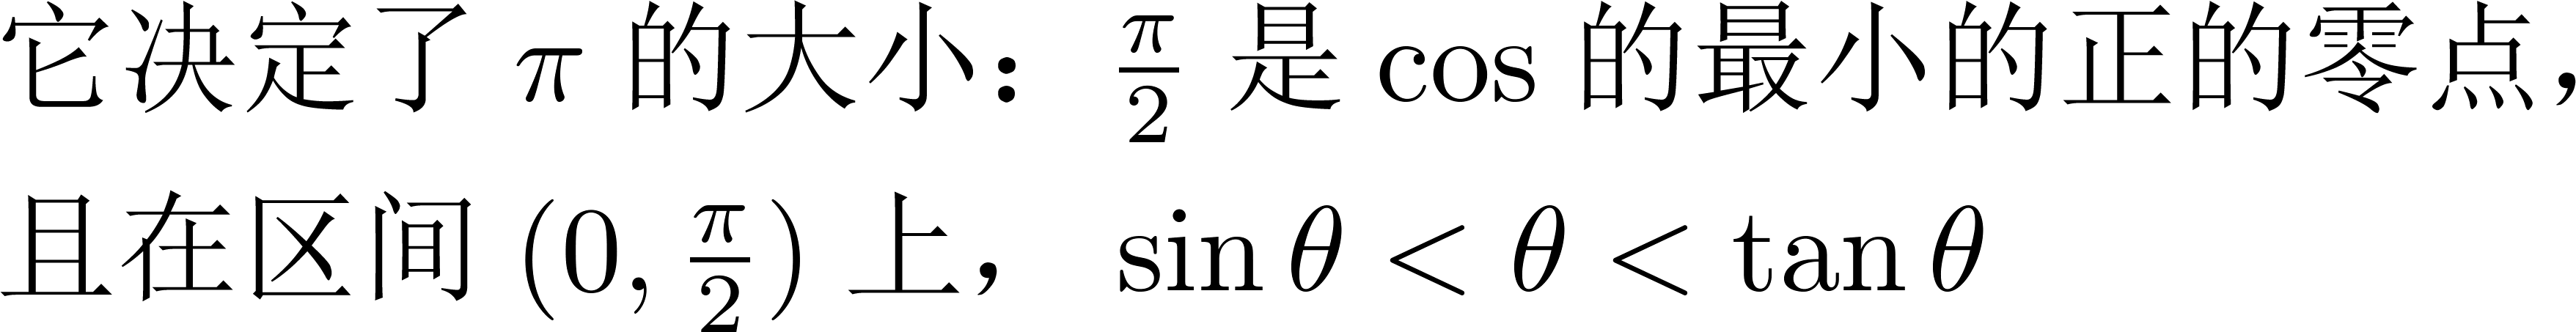 它决定了 π 的大小： π/2 是 cos 的最小的正的零点，
且在区间 (0, π/2) 上， sin θ < θ < tan θ